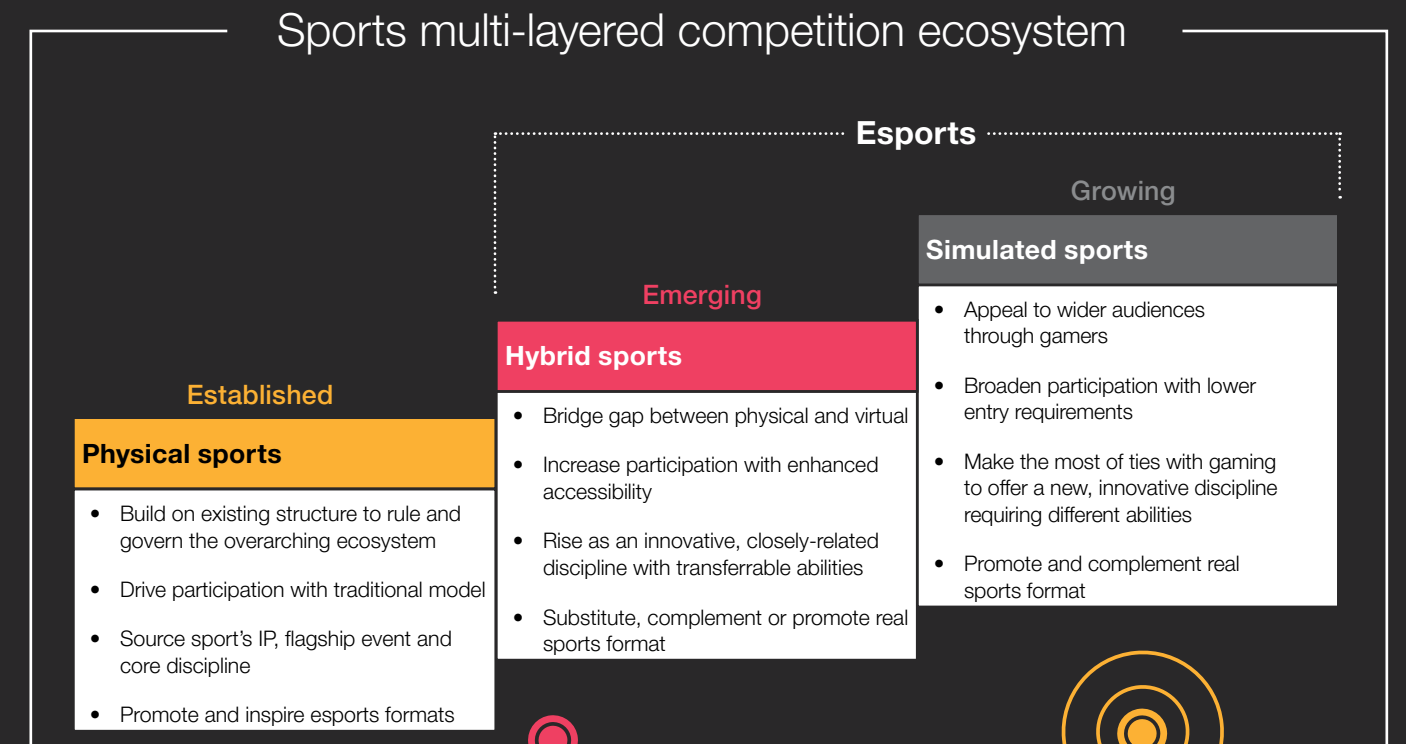 Sports multi-layered competition ecosystem
Esports
Established
Physical sports
• Build on existing structure to rule and
govern the overarching ecosystem
• Drive participation with traditional model
• Source sport's IP, flagship event and
core discipline
• Promote and inspire esports formats
Emerging
Hybrid sports
• Bridge gap between physical and virtual
• Increase participation with enhanced
accessibility
• Rise as an innovative, closely-related
discipline with transferrable abilities
• Substitute, complement or promote real
sports format
Growing
Simulated sports
• Appeal to wider audiences
through gamers
• Broaden participation with lower
entry requirements
• Make the most of ties with gaming
to offer a new, innovative discipline
requiring different abilities
• Promote and complement real
sports format